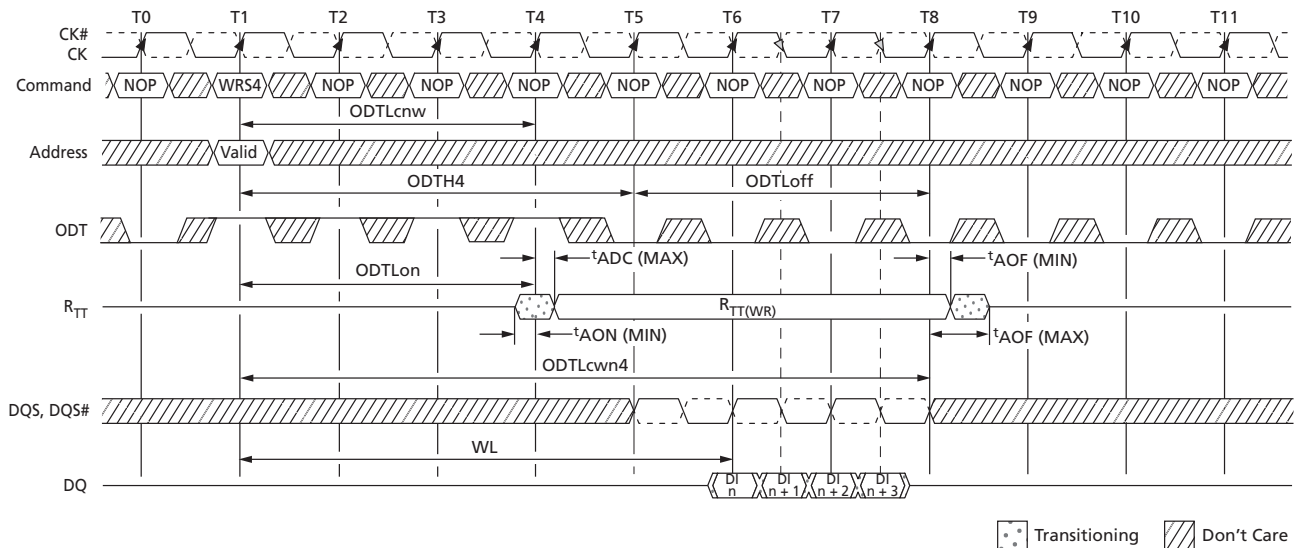 T0 T1 T2 T3 T4 T5 T6 T7 T8 T9 T10 T11
CK#
CK
Command NOP WRS4 NOP NOP NOP NOP NOP NOP NOP NOP NOP NOP
ODTLcnw
Address Valid
ODTH4 ODTLoff
ODT
tADC (MAX) tAOF (MIN)
ODTLon
RTT RTT(WR)
tAON (MIN) tAOF (MAX)
ODTLcwn4
DQS, DQS#
WL
DQ DI n DI n + 1 DI n + 2 DI n + 3
Transitioning Don't Care